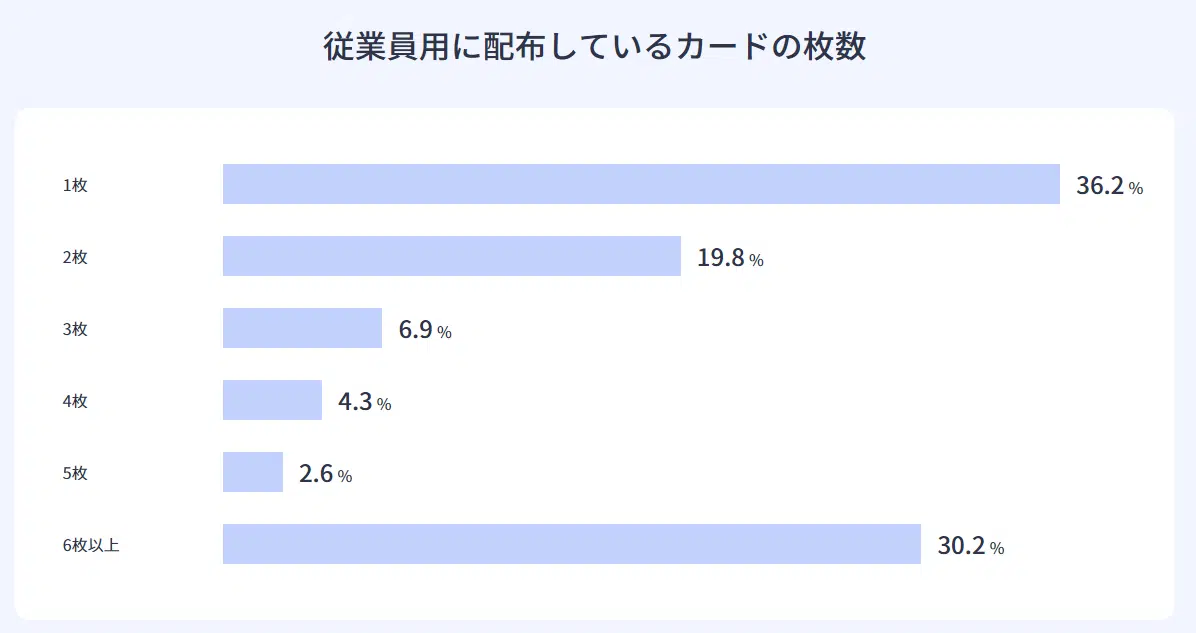 従業員用に配布しているカードの枚数
1枚 36.2 %
2枚 19.8 %
3枚 6.9 %
4枚 4.3 %
5枚 2.6 %
6枚以上 30.2 %